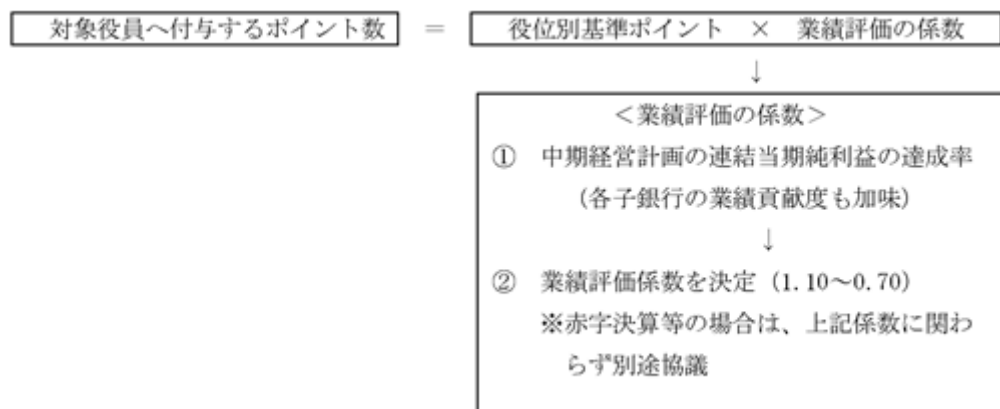 対象役員へ付与するポイント数 = 役位別基準ポイント × 業績評価の係数
↓
<業績評価の係数>
① 中期経営計画の連結当期純利益の達成率
(各子銀行の業績貢献度も加味)
↓
② 業績評価係数を決定 (1.10~0.70)
※赤字決算等の場合は、上記係数に関わ
らず別途協議